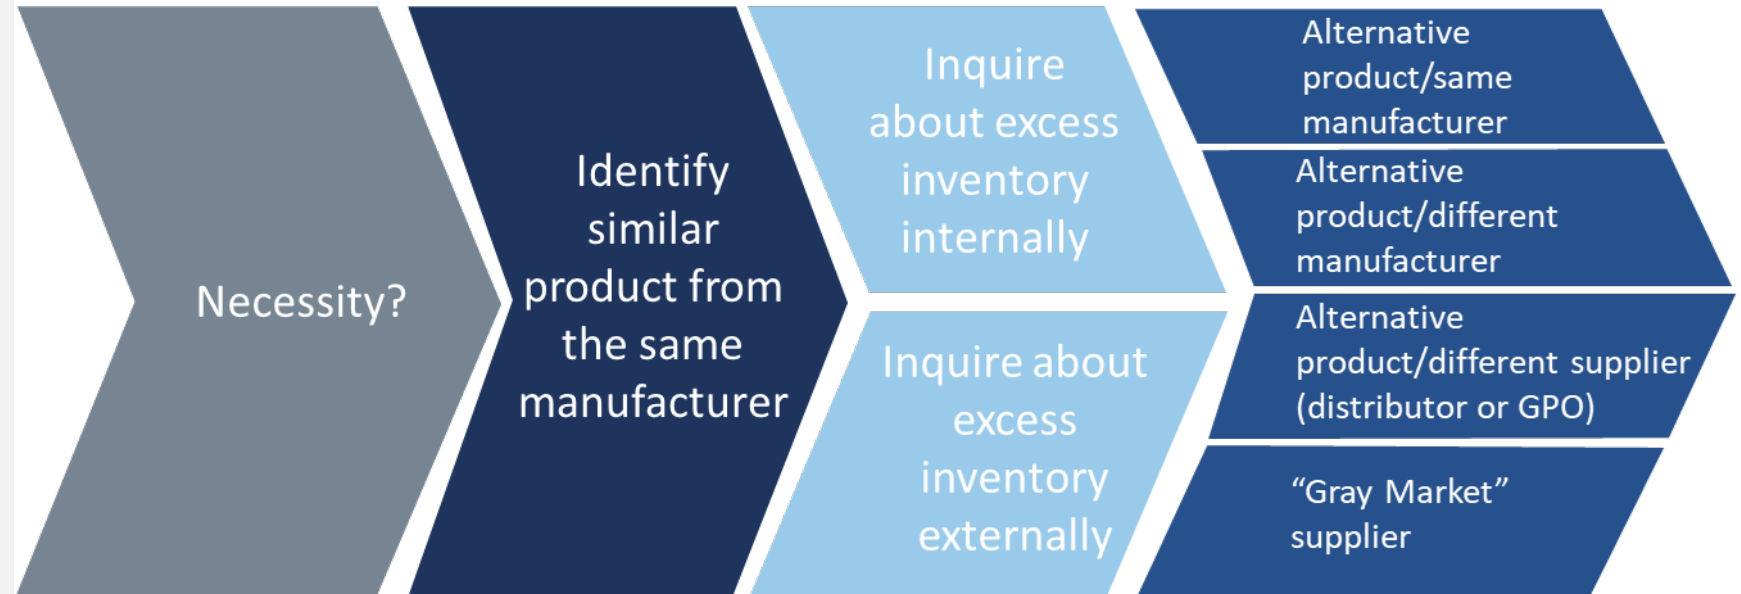 Necessity?
Identify
similar
product from
the same
manufacturer
Inquire
about excess
inventory
internally
Inquire about
excess
inventory
externally
Alternative
product/same
manufacturer
Alternative
product/different
manufacturer
Alternative
product/different supplier
(distributor or GPO)
“Gray Market”
supplier